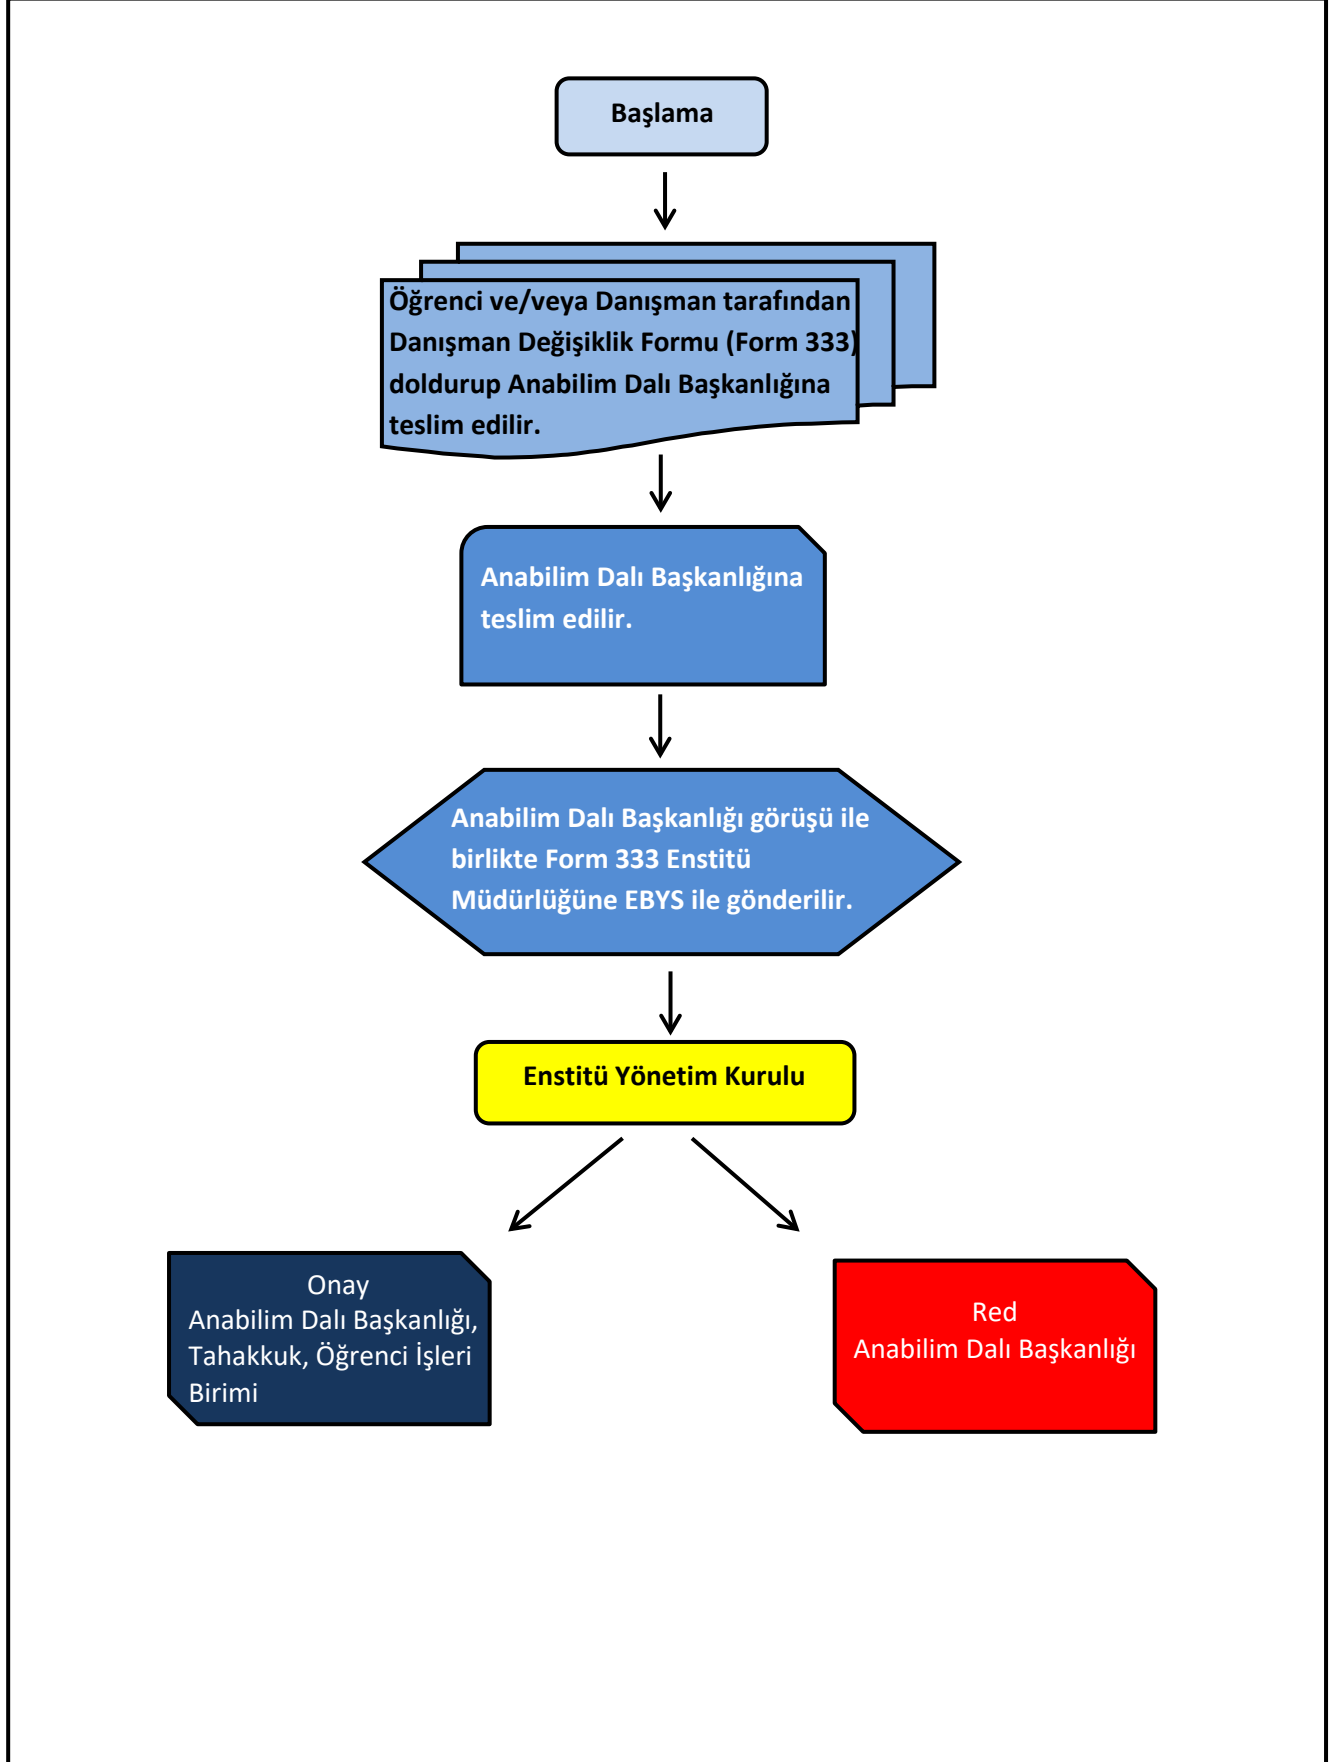 Başlama
Öğrenci ve/veya Danışman tarafından
Danışman Değişiklik Formu (Form 333)
doldurup Anabilim Dalı Başkanlığına
teslim edilir.
Anabilim Dalı Başkanlığına
teslim edilir.
Anabilim Dalı Başkanlığı görüşü ile
birlikte Form 333 Enstitü
Müdürlüğüne EBYS ile gönderilir.
Enstitü Yönetim Kurulu
Onay
Anabilim Dalı Başkanlığı,
Tahakkuk, Öğrenci İşleri
Birimi
Red
Anabilim Dalı Başkanlığı